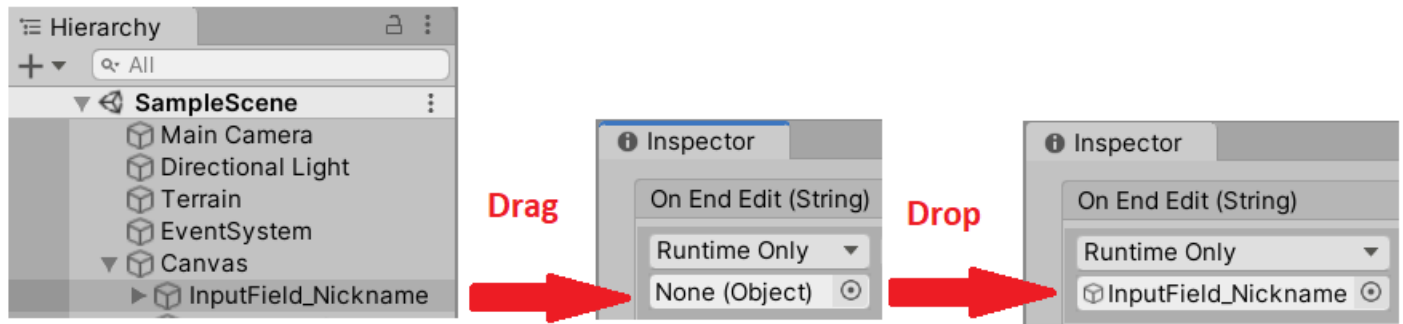 Hierarchy
All
SampleScene
Main Camera
Directional Light
Terrain
EventSystem
Canvas
InputField_Nickname
Drag
Inspector
On End Edit (String)
Runtime Only
None (Object)
Drop
Inspector
On End Edit (String)
Runtime Only
InputField_Nickname